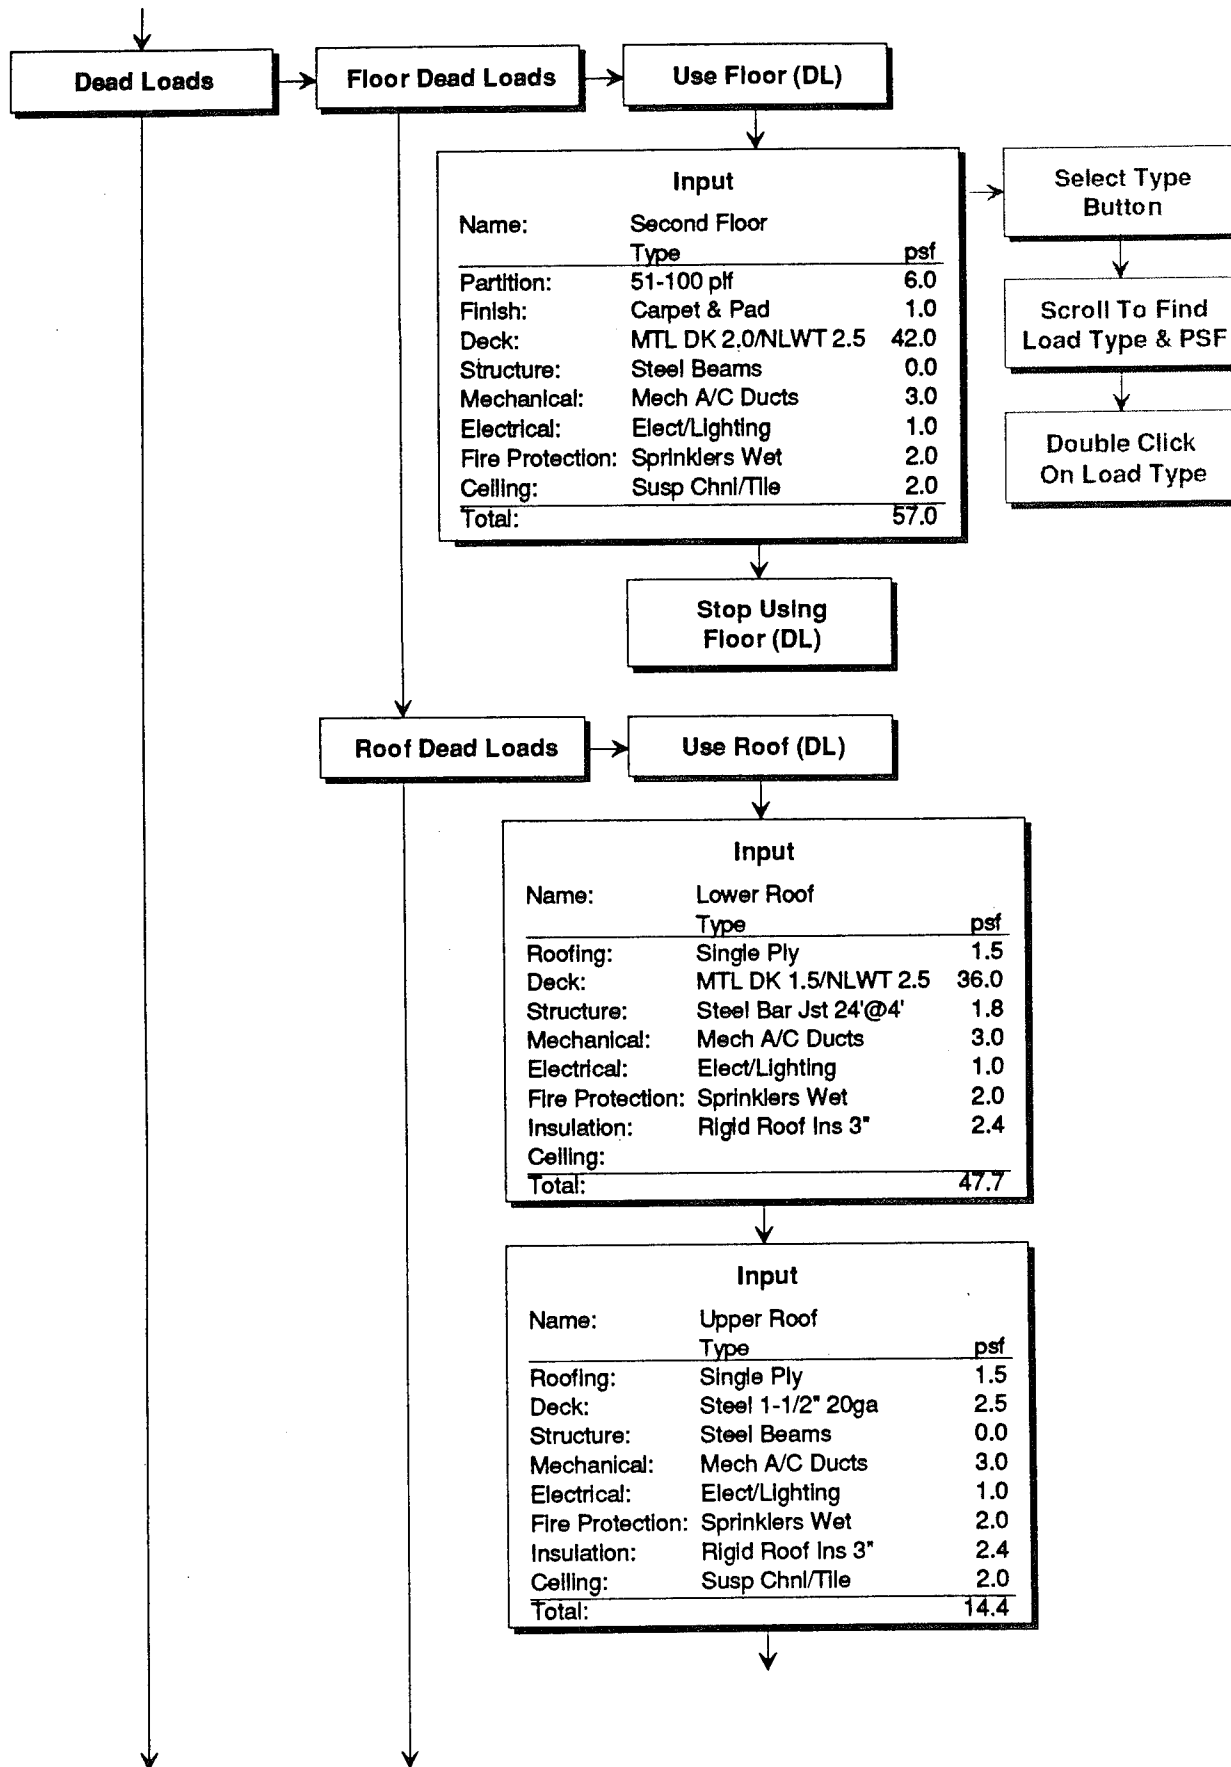 Dead Loads
Floor Dead Loads
Use Floor (DL)
Input
Name: Second Floor
Type psf
Partition: 51-100 plf 6.0
Finish: Carpet & Pad 1.0
Deck: MTL DK 2.0/NLWT 2.5 42.0
Structure: Steel Beams 0.0
Mechanical: Mech A/C Ducts 3.0
Electrical: Elect/Lighting 1.0
Fire Protection: Sprinklers Wet 2.0
Ceiling: Susp Chnl/Tile 2.0
Total: 57.0
Select Type
Button
Scroll To Find
Load Type & PSF
Double Click
On Load Type
Stop Using
Floor (DL)
Roof Dead Loads
Use Roof (DL)
Input
Name: Lower Roof
Type psf
Roofing: Single Ply 1.5
Deck: MTL DK 1.5/NLWT 2.5 36.0
Structure: Steel Bar Jst 24'@4' 1.8
Mechanical: Mech A/C Ducts 3.0
Electrical: Elect/Lighting 1.0
Fire Protection: Sprinklers Wet 2.0
Insulation: Rigid Roof Ins 3" 2.4
Ceiling:
Total: 47.7
Input
Name: Upper Roof
Type psf
Roofing: Single Ply 1.5
Deck: Steel 1-1/2" 20ga 2.5
Structure: Steel Beams 0.0
Mechanical: Mech A/C Ducts 3.0
Electrical: Elect/Lighting 1.0
Fire Protection: Sprinklers Wet 2.0
Insulation: Rigid Roof Ins 3" 2.4
Ceiling: Susp Chnl/Tile 2.0
Total: 14.4